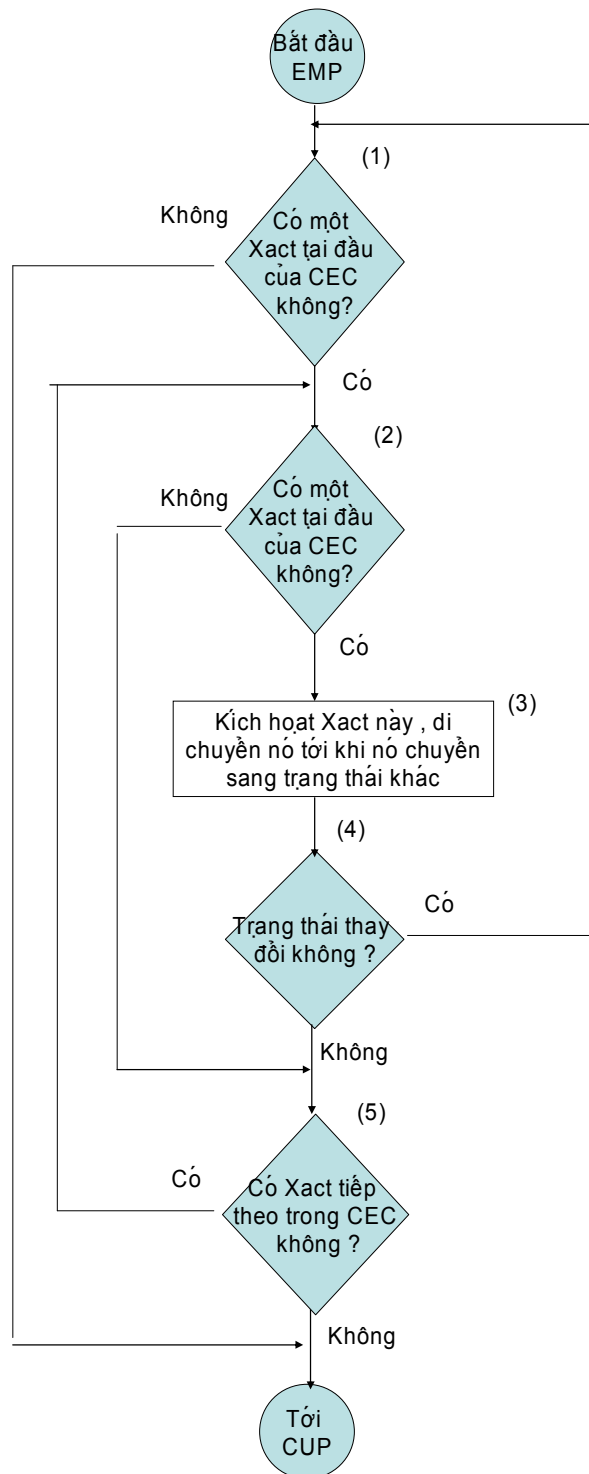 Bắt đầu
EMP
(1)
Không
Có một
Xact tại đầu
của CEC
không?
Có
(2)
Không
Có một
Xact tại đầu
của CEC
không?
Có
(3)
Kích hoạt Xact này , di
chuyển nó tới khi nó chuyển
sang trạng thái khác
(4)
Có
Trạng thái thay
đổi không ?
Không
(5)
Có
Có Xact tiếp
theo trong CEC
không ?
Không
Tới
CUP